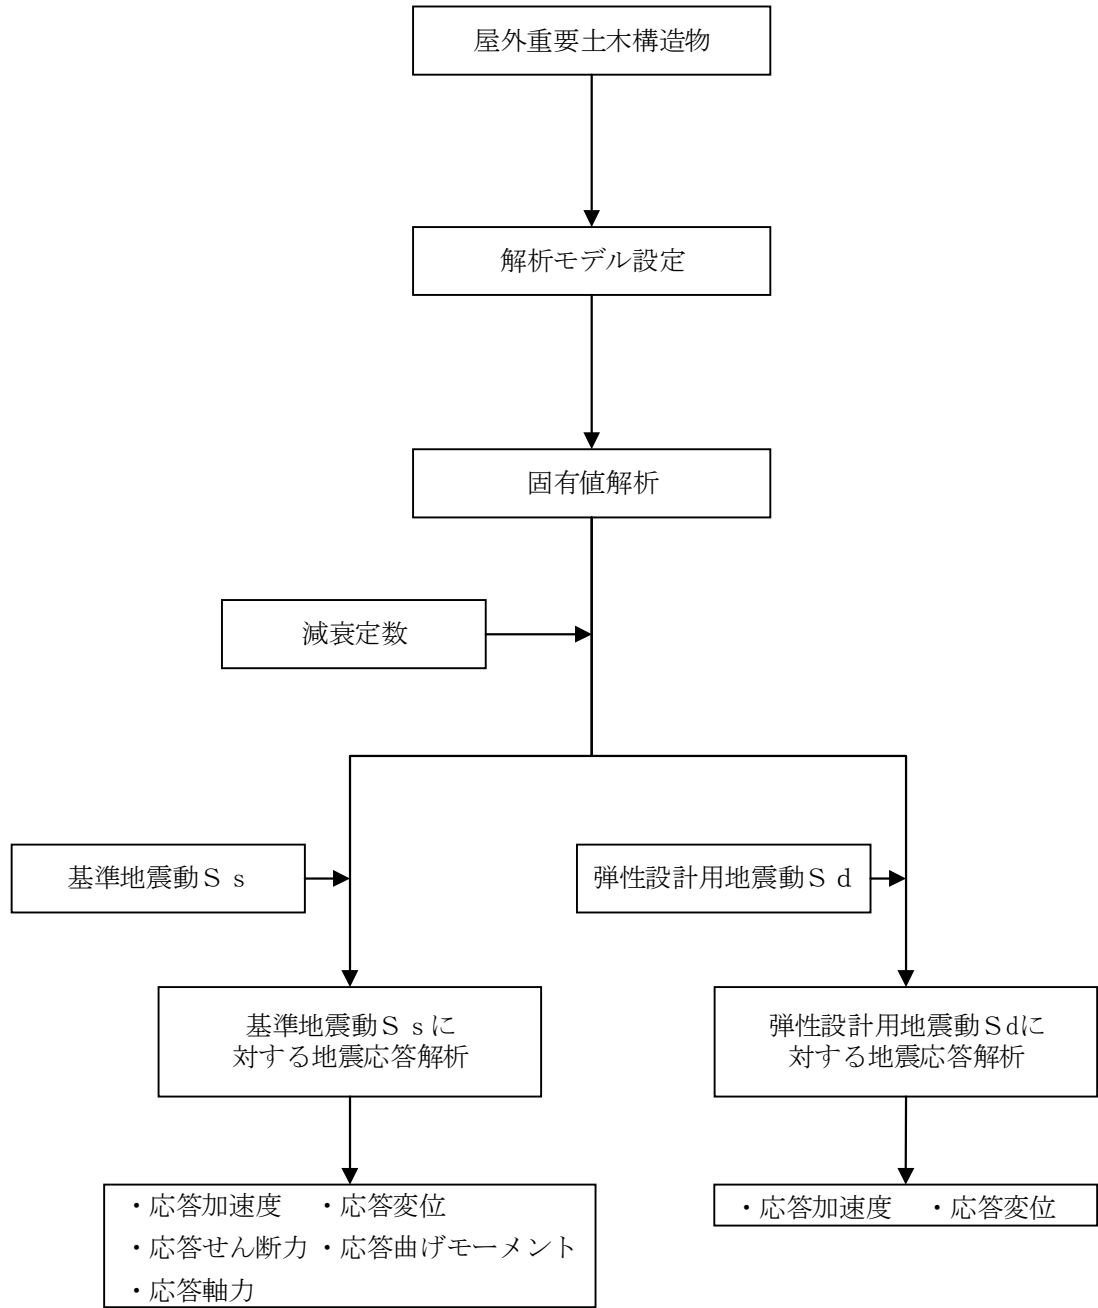 屋外重要土木構造物
解析モデル設定
固有値解析
減衰定数
基準地震動Ｓｓ
弾性設計用地震動Ｓｄ
基準地震動Ｓｓに
対する地震応答解析
弾性設計用地震動Ｓdに
対する地震応答解析
・応答加速度　・応答変位
・応答せん断力 ・応答曲げモーメント
・応答軸力
・応答加速度　・応答変位